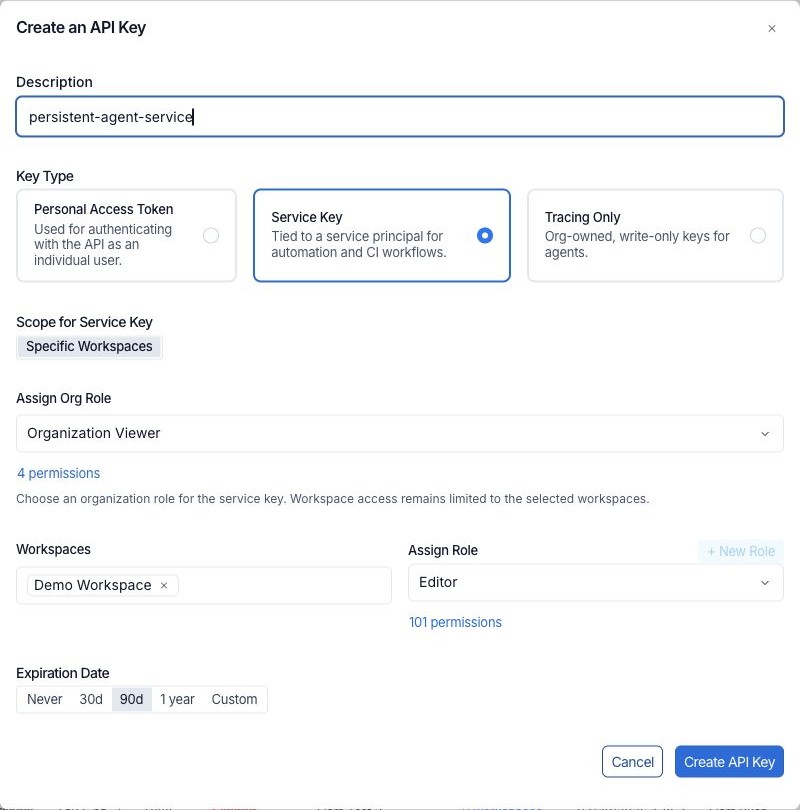 Create an API Key
×
Description
persistent-agent-service
Key Type
Personal Access Token
Used for authenticating
with the API as an
individual user.
Service Key
Tied to a service principal for
automation and CI workflows.
Tracing Only
Org-owned, write-only keys for
agents.
Scope for Service Key
Specific Workspaces
Assign Org Role
Organization Viewer
4 permissions
Choose an organization role for the service key. Workspace access remains limited to the selected workspaces.
Workspaces
Demo Workspace ×
Assign Role
+ New Role
Editor
101 permissions
Expiration Date
Never 30d 90d 1 year Custom
Cancel
Create API Key